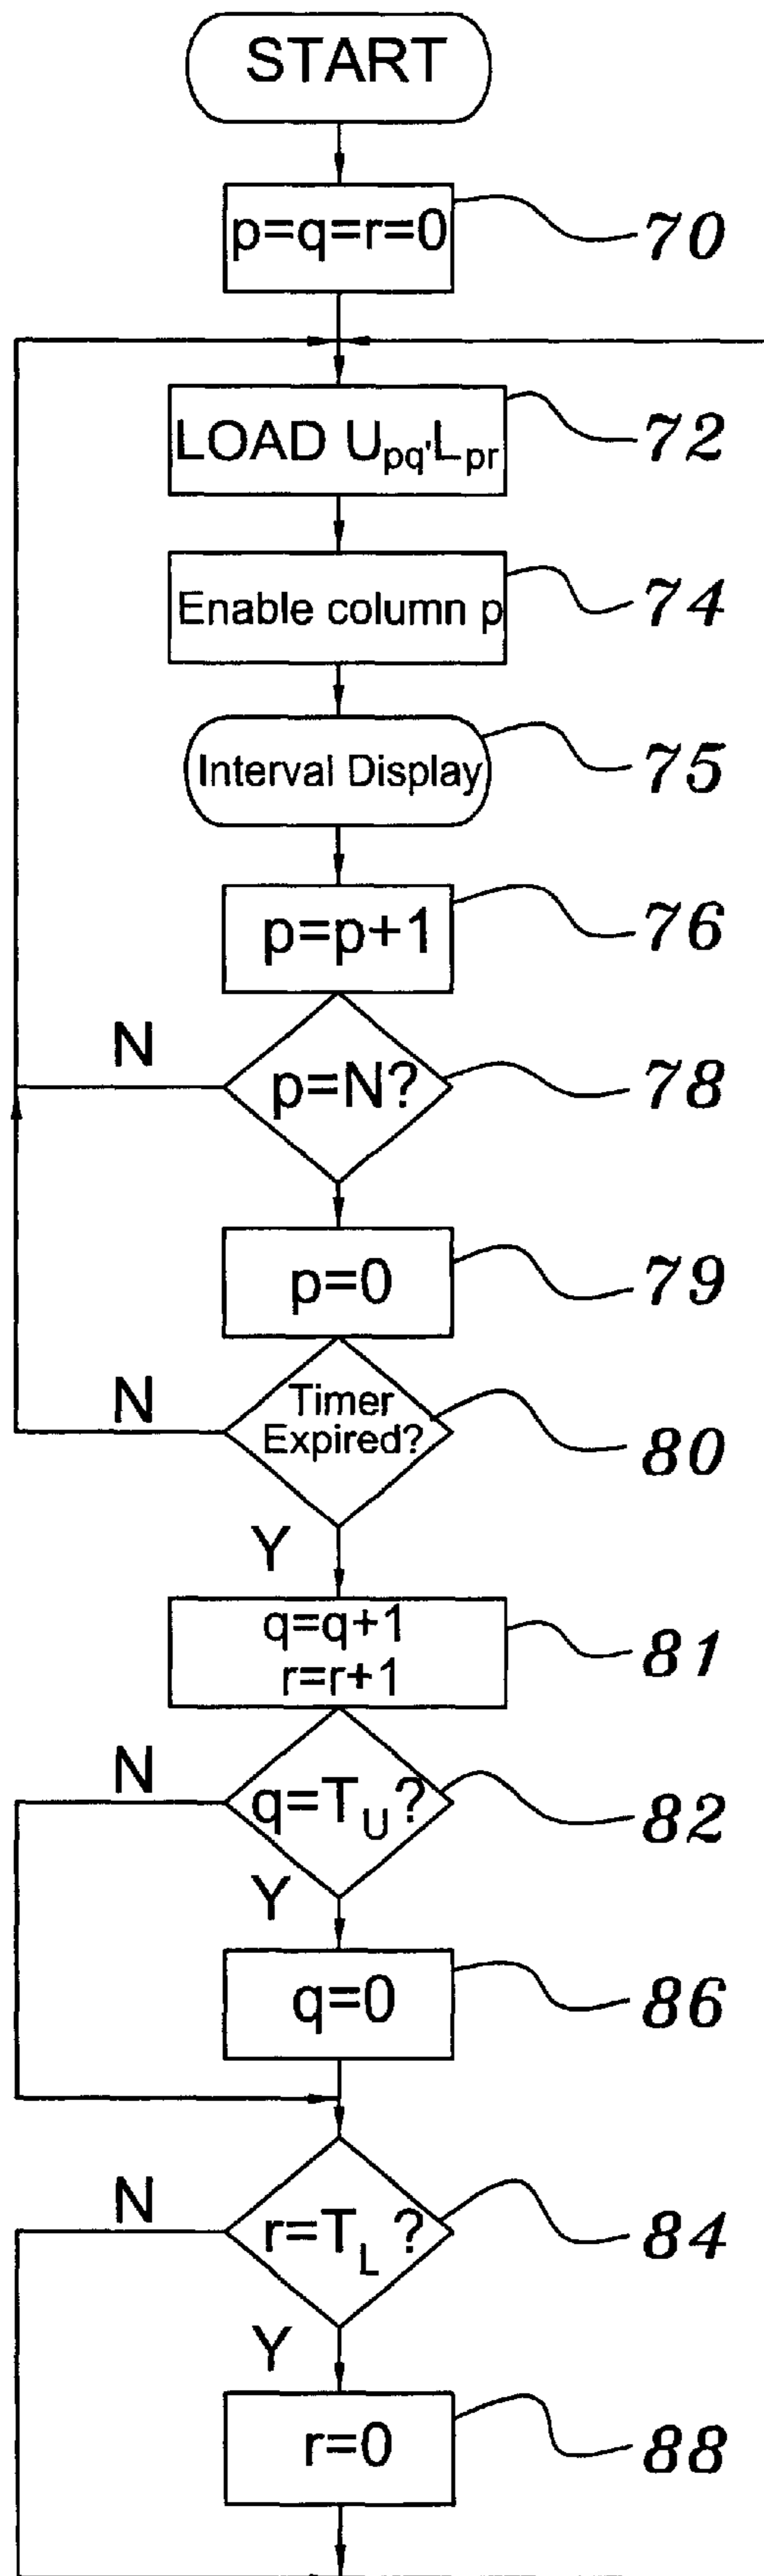 START
p=q=r=0 70
LOAD Upq,Lpr 72
Enable column p 74
Interval Display 75
p=p+1 76
N
p=N? 78
p=0 79
N
Timer
Expired? 80
Y
q=q+1
r=r+1 81
N
q=TU? 82
Y
q=0 86
N
r=TL ? 84
Y
r=0 88